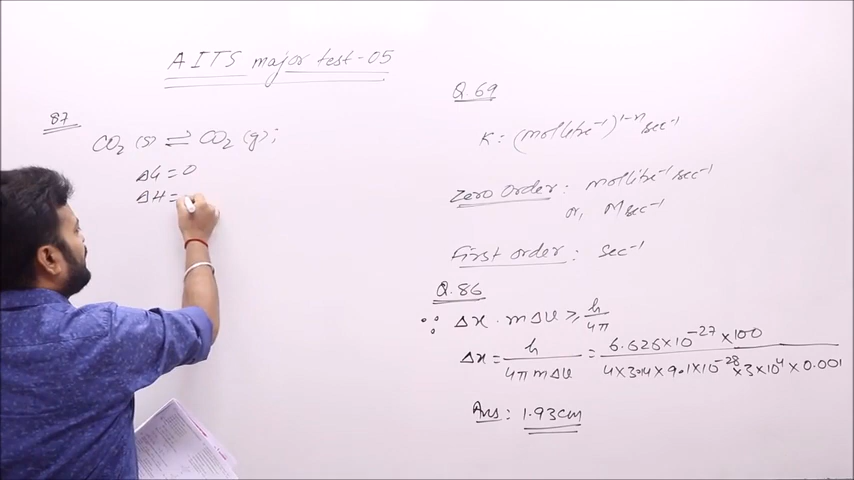 AITS major test-05
87
CO₂ (s) ⇌ CO₂ (g);
ΔG = 0
ΔH =
Q.69
K: (mol litre⁻¹)¹⁻ⁿ sec⁻¹
Zero Order: mol litre⁻¹ sec⁻¹
or, M sec⁻¹
First order: sec⁻¹
Q.86
∵ Δx · mΔv ≥ h/4π
Δx = h/4πmΔv = 6.626×10⁻²⁷×100/4×3.14×9.1×10⁻²⁸×3×10⁴×0.001
Ans: 1.93cm